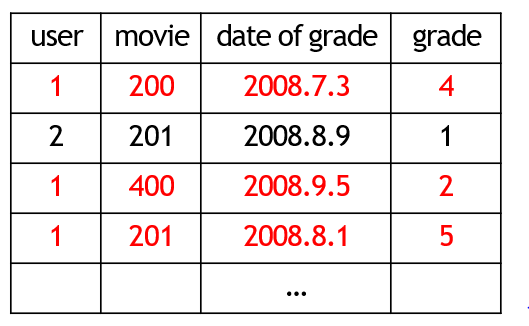 user movie date of grade grade
1 200 2008.7.3 4
2 201 2008.8.9 1
1 400 2008.9.5 2
1 201 2008.8.1 5
...